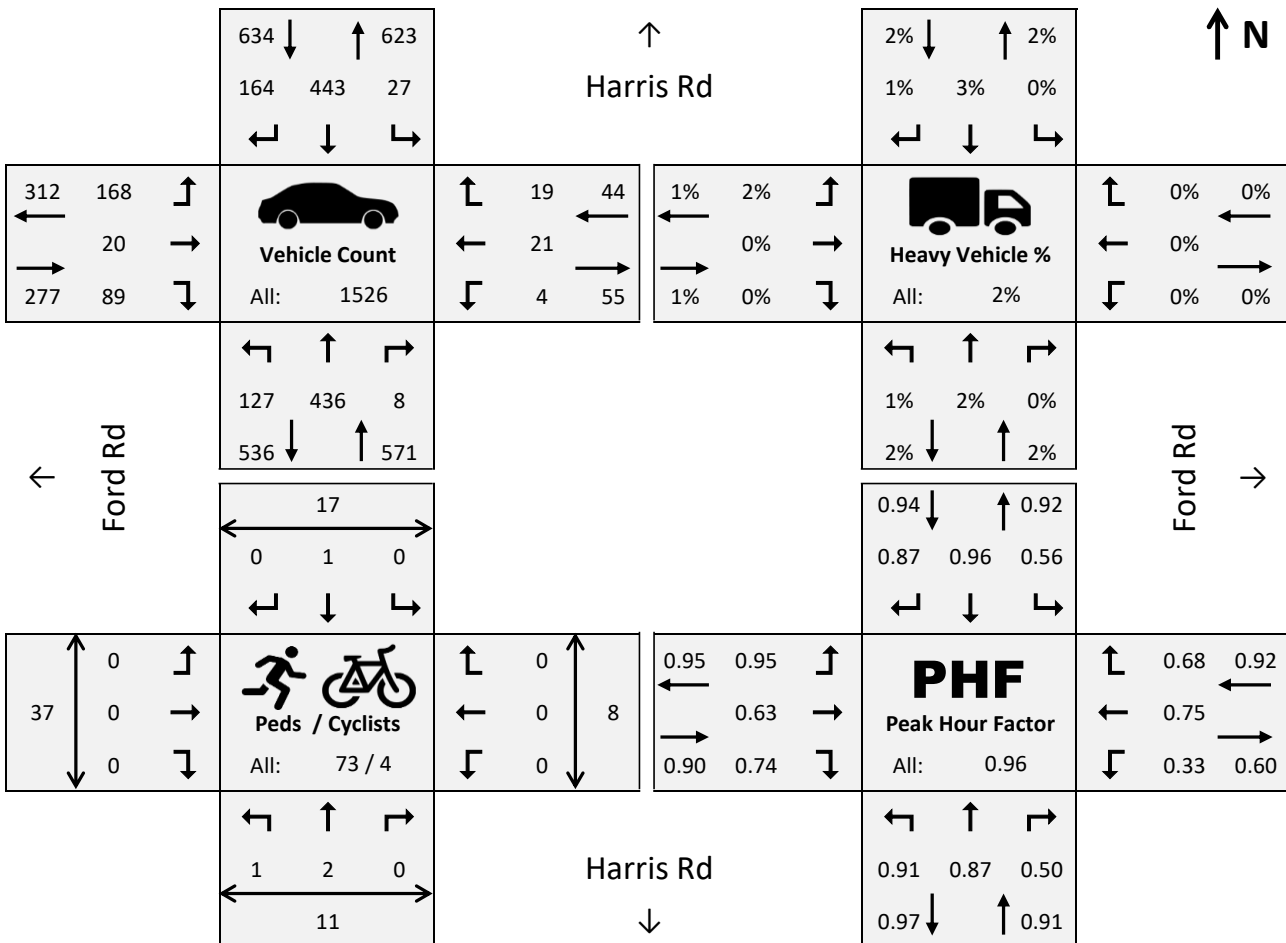 634 623 2% 2% N
Harris Rd
164 443 27 1% 3% 0%
312 168 19 44 1% 2% 0% 0%
20 21 0% 0%
Vehicle Count Heavy Vehicle %
277 89 All: 1526 4 55 1% 0% All: 2% 0% 0%
127 436 8 1% 2% 0%
536 571 2% 2%
Ford Rd
Ford Rd
17 0.94 0.92
0 1 0 0.87 0.96 0.56
0 0 0.95 0.95 PHF 0.68 0.92
37 0 0 8 0.63 0.75
Peds / Cyclists Peak Hour Factor
0 All: 73 / 4 0 0.90 0.74 All: 0.96 0.33 0.60
1 2 0 Harris Rd 0.91 0.87 0.50
11 0.97 0.91